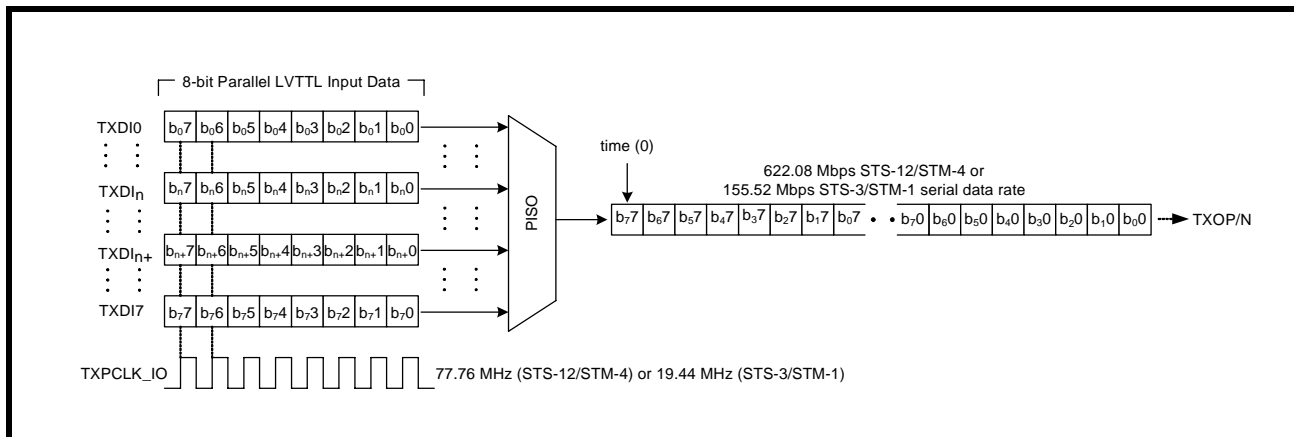 8-bit Parallel LVTTL Input Data
TXDI0 b₀7 b₀6 b₀5 b₀4 b₀3 b₀2 b₀1 b₀0
time (0)
622.08 Mbps STS-12/STM-4 or
155.52 Mbps STS-3/STM-1 serial data rate
TXDIₙ bₙ7 bₙ6 bₙ5 bₙ4 bₙ3 bₙ2 bₙ1 bₙ0
PISO
b₇7 b₆7 b₅7 b₄7 b₃7 b₂7 b₁7 b₀7 b₇0 b₆0 b₅0 b₄0 b₃0 b₂0 b₁0 b₀0 TXOP/N
TXDIₙ₊ bₙ₊7 bₙ₊6 bₙ₊5 bₙ₊4 bₙ₊3 bₙ₊2 bₙ₊1 bₙ₊0
TXDI7 b₇7 b₇6 b₇5 b₇4 b₇3 b₇2 b₇1 b₇0
TXPCLK_IO 77.76 MHz (STS-12/STM-4) or 19.44 MHz (STS-3/STM-1)